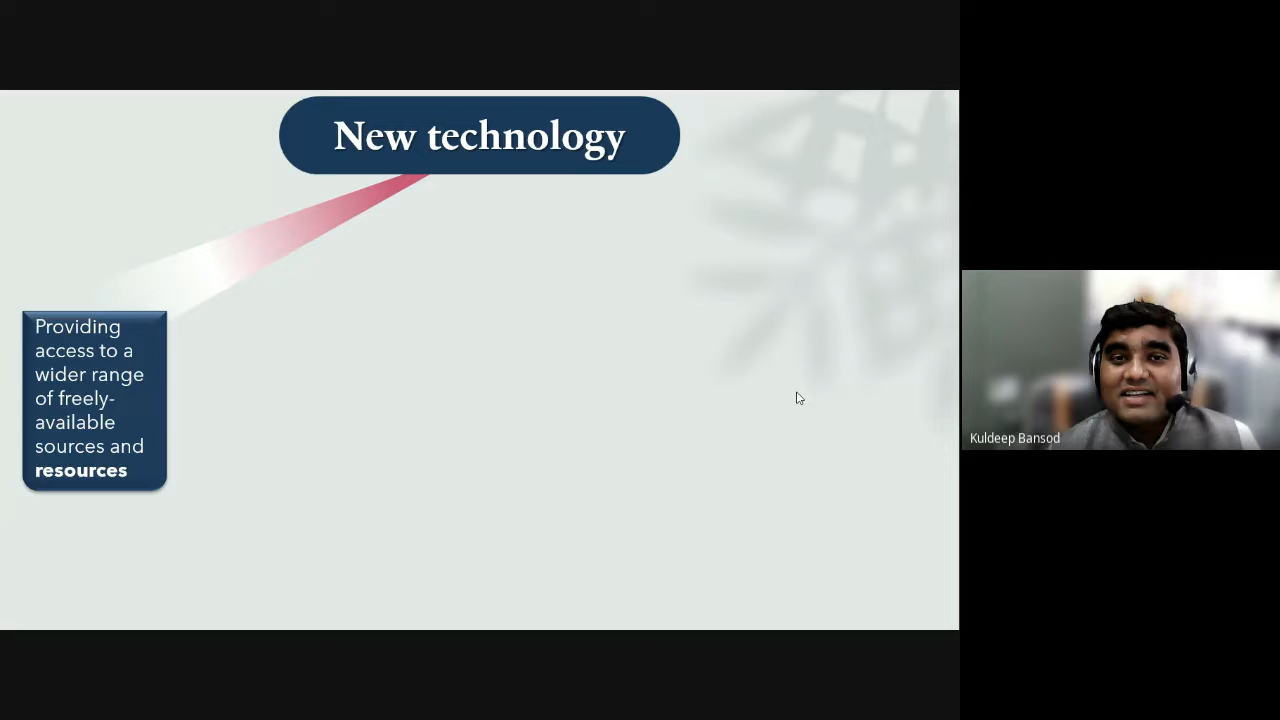 New technology
Providing
access to a
wider range
of freely-
available
sources and
resources
Kuldeep Bansod